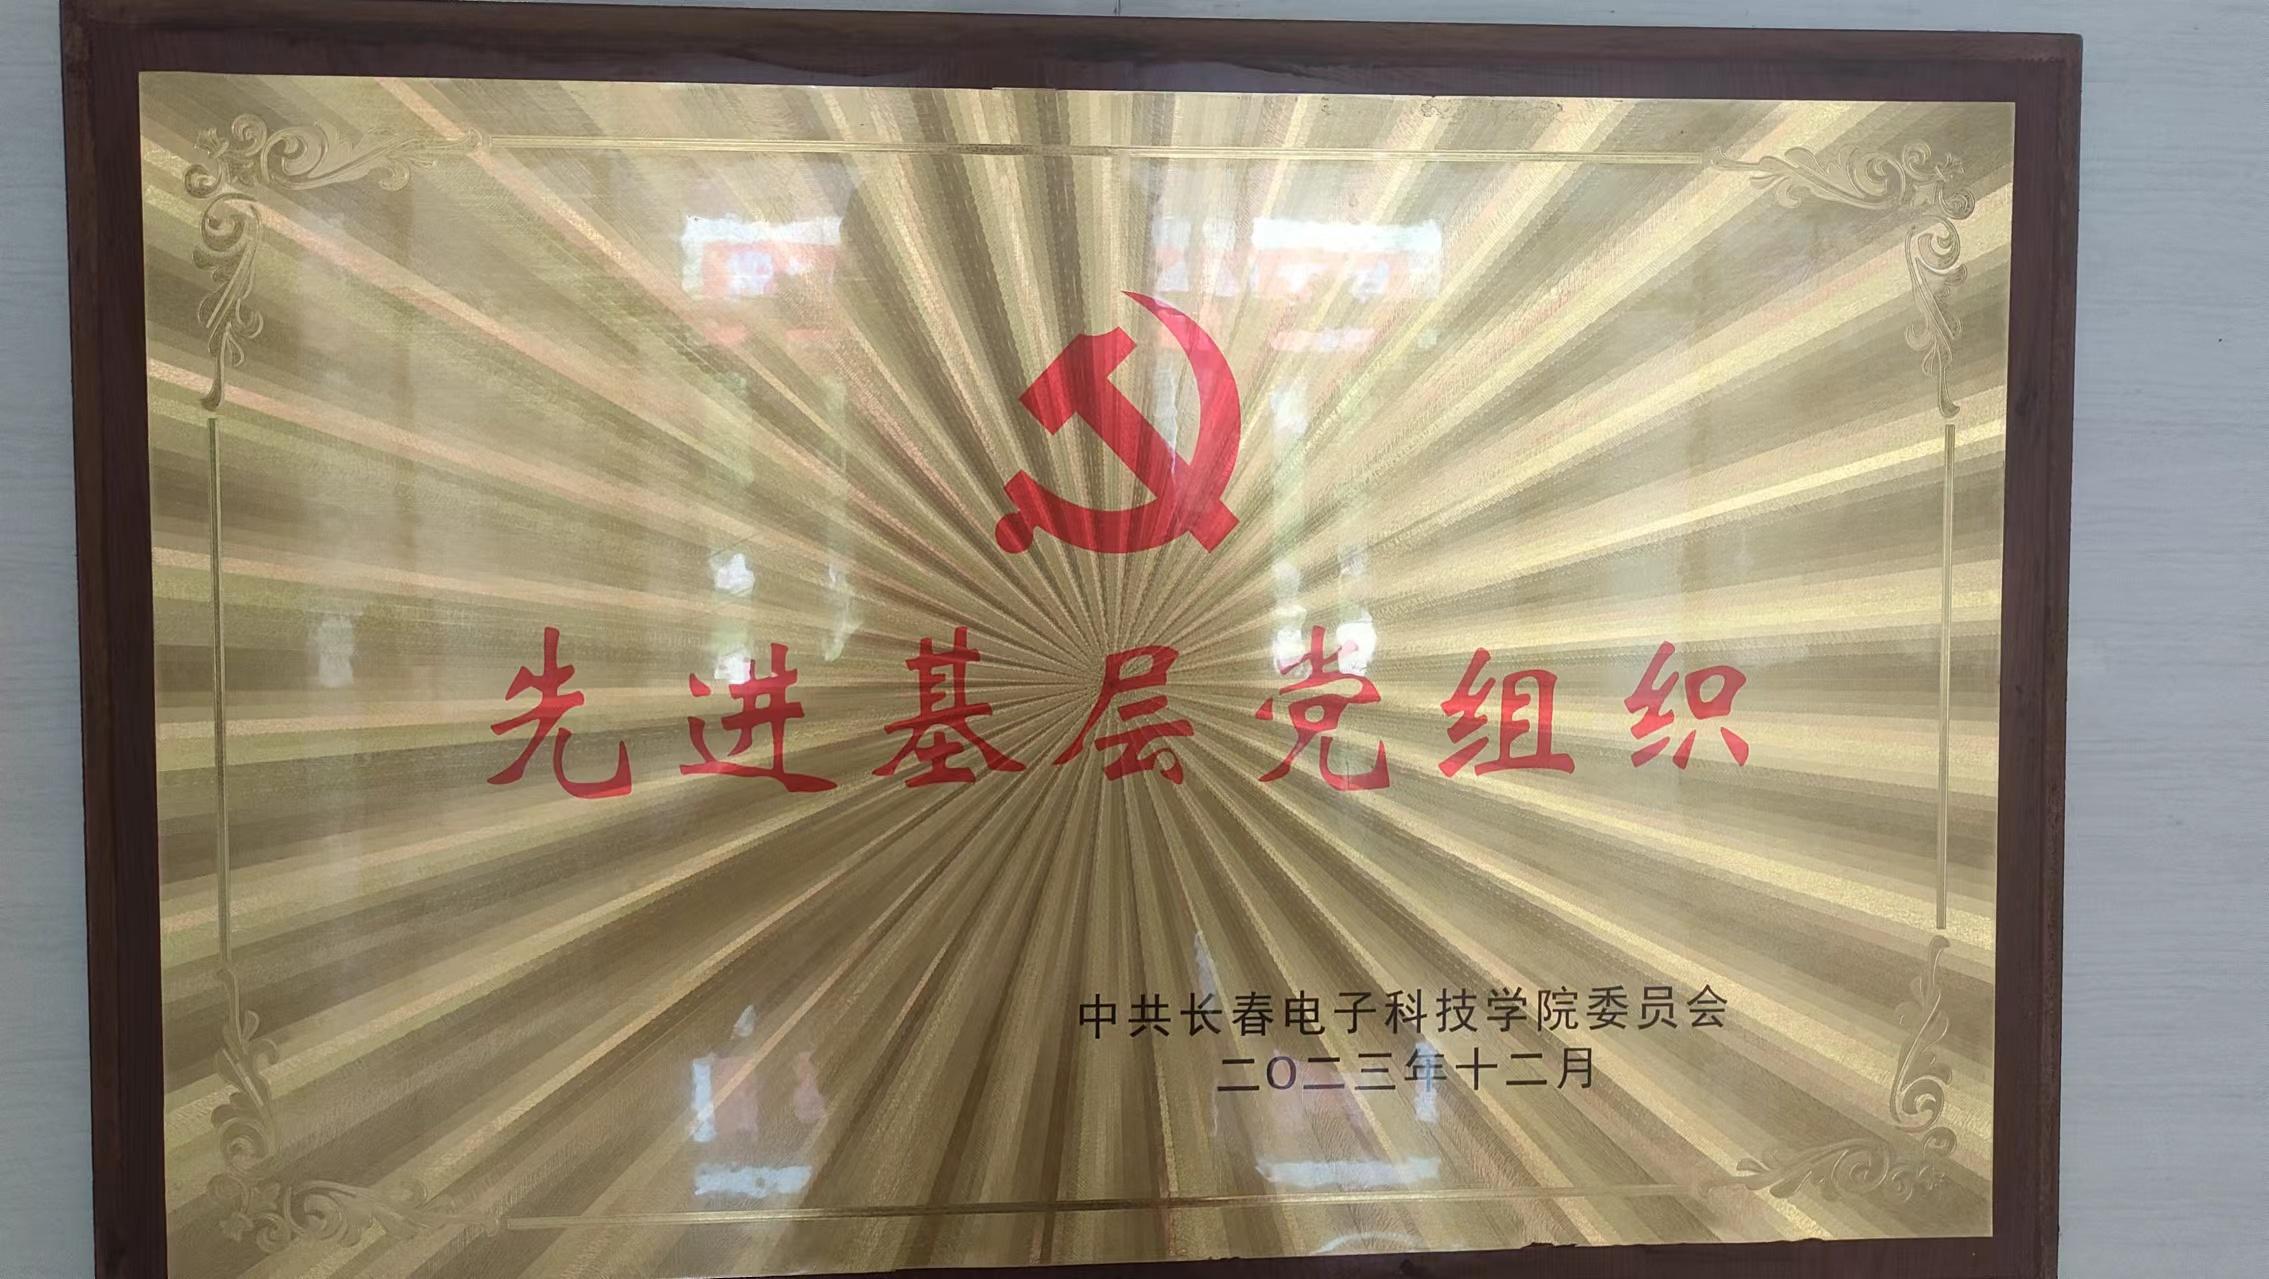 先进基层党组织
中共长春电子科技学院委员会
二〇二三年十二月